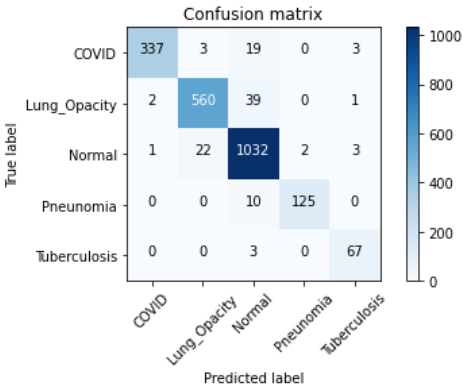 Confusion matrix
COVID 337 3 19 0 3
Lung_Opacity 2 560 39 0 1
Normal 1 22 1032 2 3
Pneumonia 0 0 10 125 0
Tuberculosis 0 0 3 0 67
True label
COVID Lung_Opacity Normal Pneumonia Tuberculosis
Predicted label
1000
800
600
400
200
0